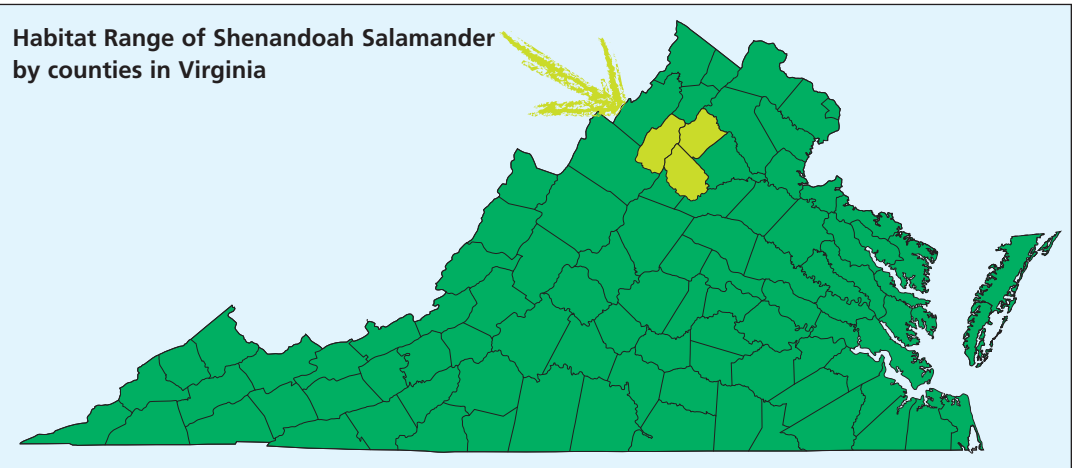 Habitat Range of Shenandoah Salamander
by counties in Virginia